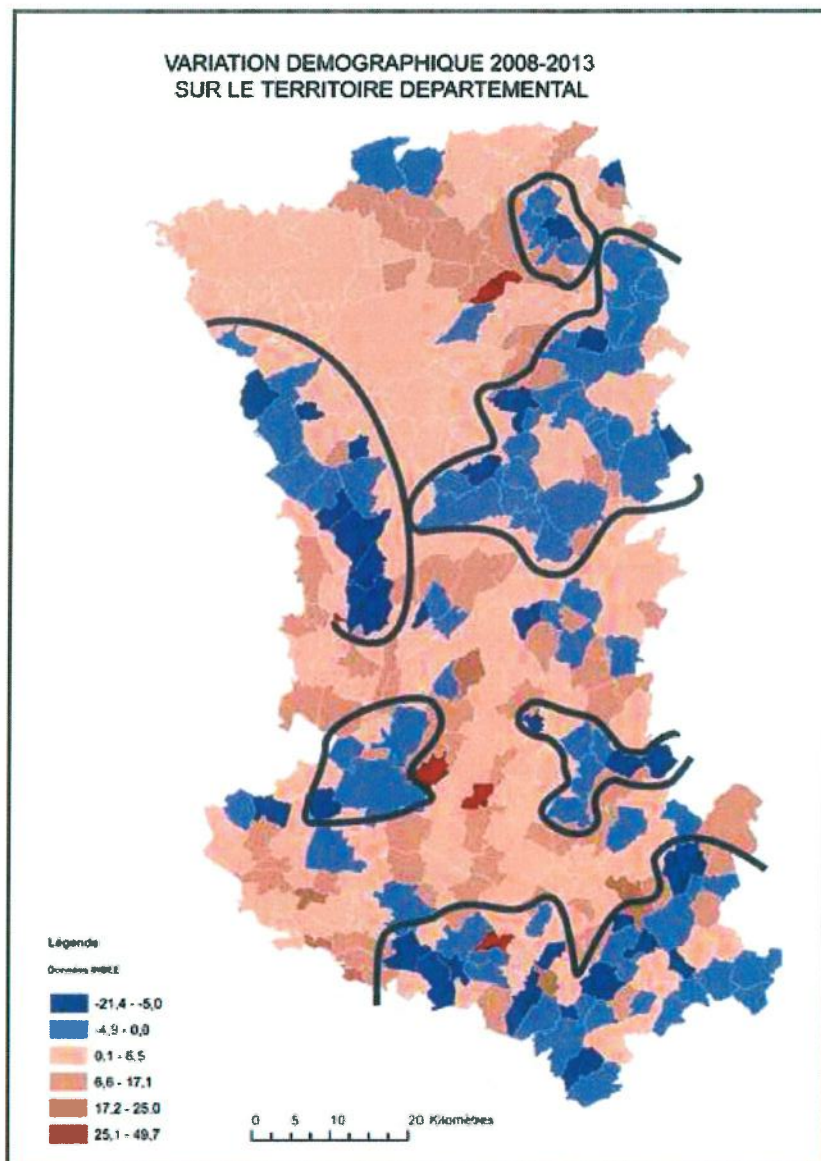 VARIATION DEMOGRAPHIQUE 2008-2013
SUR LE TERRITOIRE DEPARTEMENTAL
Légende
Données INSEE
-21,4 - -5,0
-4,9 - 0,0
0,1 - 6,5
6,6 - 17,1
17,2 - 25,0
25,1 - 49,7
0 5 10 20 Kilomètres